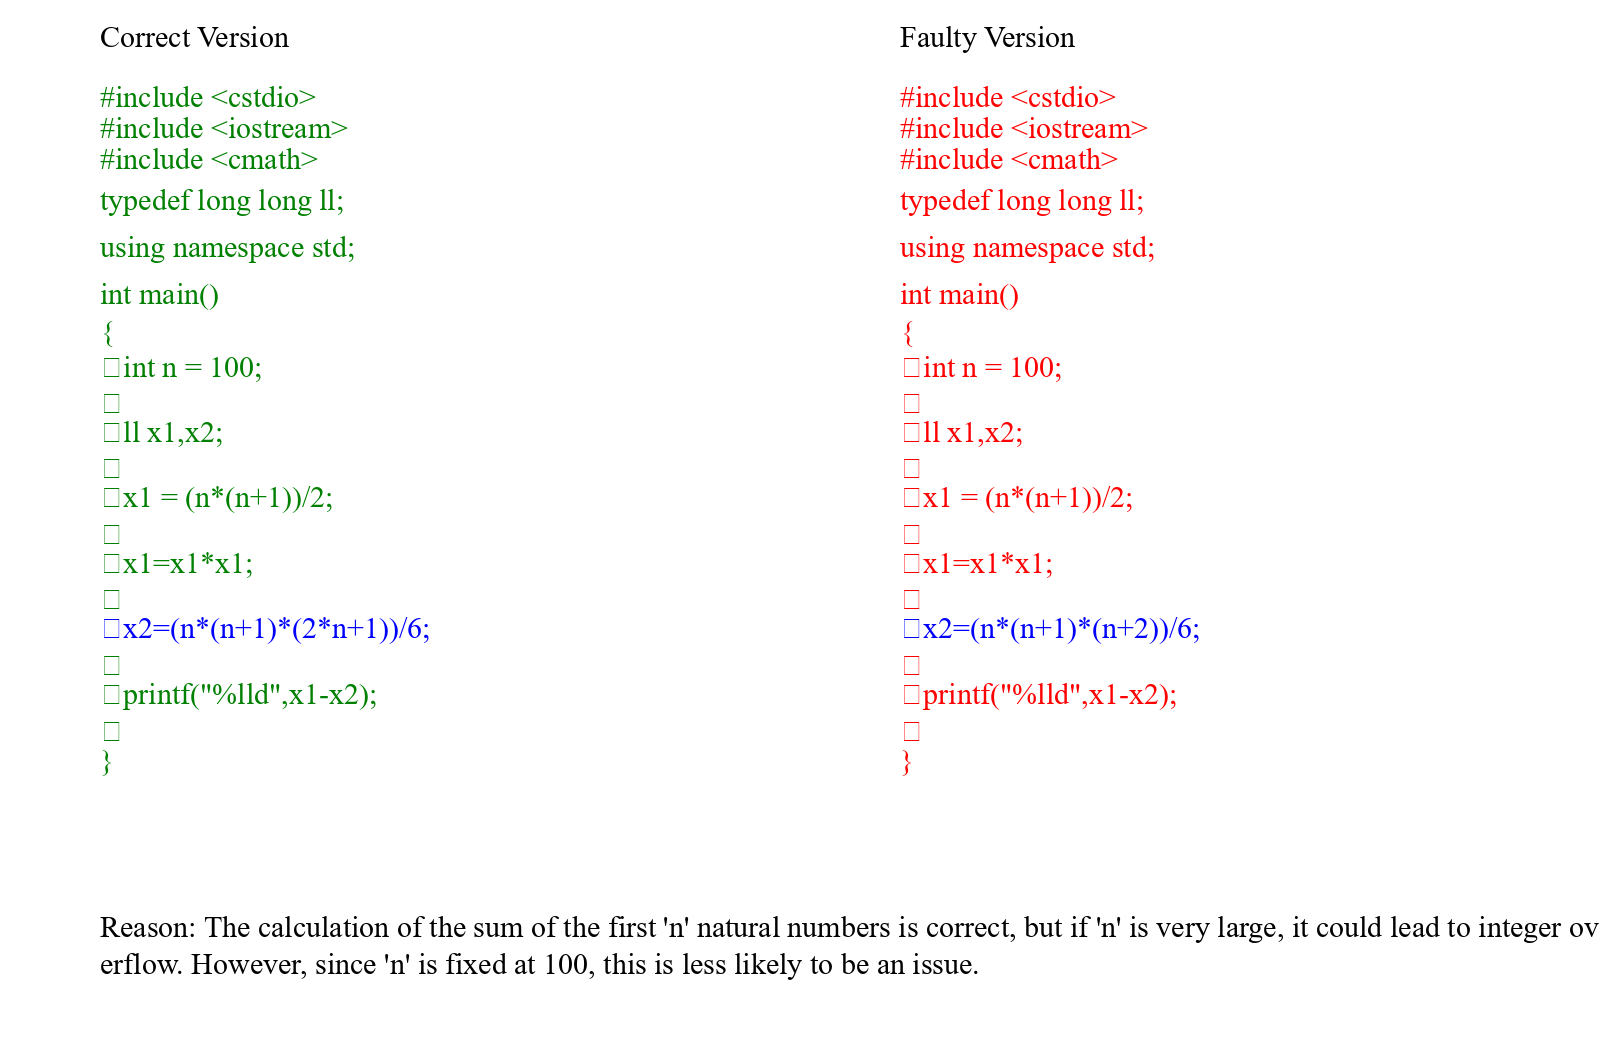 Correct Version
#include <cstdio>
#include <iostream>
#include <cmath>
typedef long long ll;
using namespace std;
int main()
{
□int n = 100;
□
□ll x1,x2;
□
□x1 = (n*(n+1))/2;
□
□x1=x1*x1;
□
□x2=(n*(n+1)*(2*n+1))/6;
□
□printf("%lld",x1-x2);
□
}
Faulty Version
#include <cstdio>
#include <iostream>
#include <cmath>
typedef long long ll;
using namespace std;
int main()
{
□int n = 100;
□
□ll x1,x2;
□
□x1 = (n*(n+1))/2;
□
□x1=x1*x1;
□
□x2=(n*(n+1)*(n+2))/6;
□
□printf("%lld",x1-x2);
□
}
Reason: The calculation of the sum of the first 'n' natural numbers is correct, but if 'n' is very large, it could lead to integer ov
erflow. However, since 'n' is fixed at 100, this is less likely to be an issue.